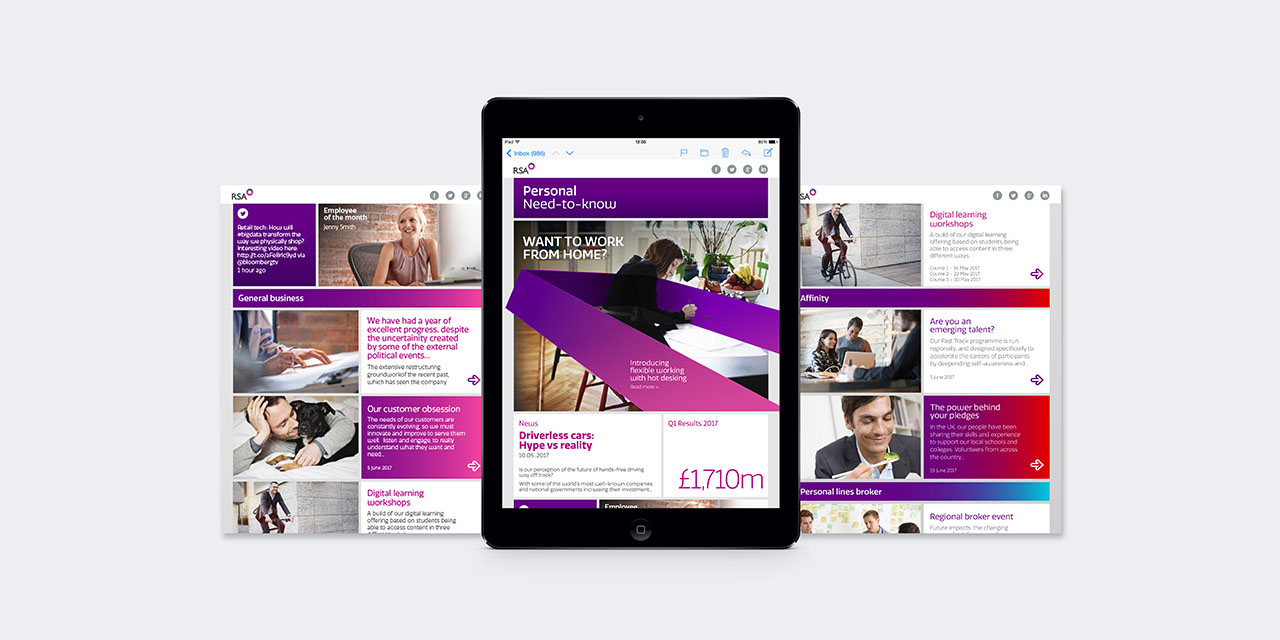 RSA
Retail tech: How will
#bigdata transform the
way we physically shop?
Interesting video here
@bloombergtv
1 hour ago
Employee
of the month
Jenny Smith
General business
We have had a year of
excellent progress, despite
the uncertainity created
by some of the external
political events...
The extensive restructuring
groundworkof the recent past,
which has seen the company
Our customer obsession
The needs of our customers are
constantly evolving, so we must
innovate and improve to serve them
well, listen and engage, to really
understand what they want and
need...
5 June 2017
Digital learning
workshops
A build of our digital learning
offering based on students being
able to access content in three
iPad
13:05
80%
Inbox (986)
RSA
Personal
Need-to-know
WANT TO WORK
FROM HOME?
Introducing
flexible working
with hot desking
Read more >
News
Driverless cars:
Hype vs reality
10.05.2017
Is our perception of the future of hands-free driving
way off track?
With some of the world's most well-known companies
and national governments increasing their investment...
Q1 Results 2017
£1,710m
Employee
SA
Digital learning
workshops
A build of our digital learning
offering based on students being
able to access content in three
different ways.
Course 1 - 16 May 2017
Course 2 - 23 May 2017
Course 3 - 30 May 2017
Affinity
Are you an
emerging talent?
Our Fast Track programme is run
regionally, and designed specifically to
accelerate the careers of participants
by deepending self-awareness and...
5 June 2017
The power behind
your pledges
In the UK, our people have been
sharing their skills and experience
to support our local schools and
colleges. Volunteers from across
the country...
19 June 2017
Personal lines broker
Regional broker event
Future impacts: the changing